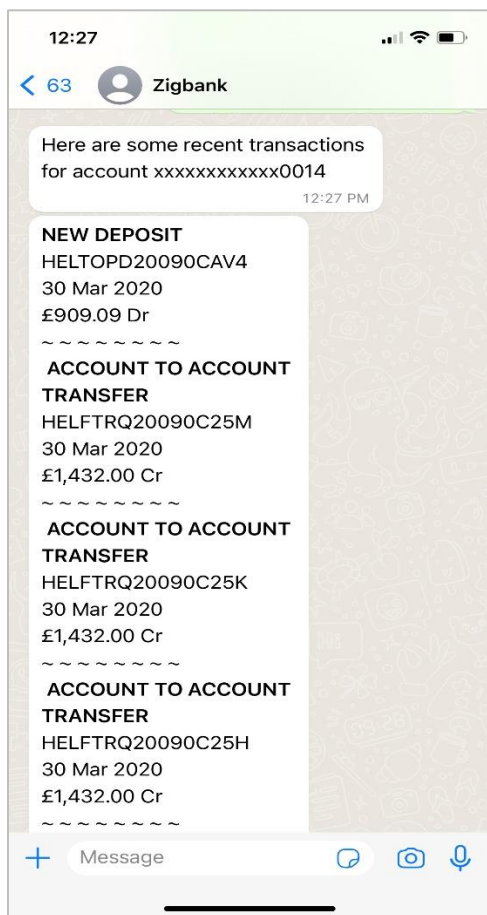 12:27
63 Zigbank
Here are some recent transactions
for account xxxxxxxxxxxx0014
12:27 PM
NEW DEPOSIT
HELTOPD20090CAV4
30 Mar 2020
£909.09 Dr
~ ~ ~ ~ ~ ~ ~ ~
ACCOUNT TO ACCOUNT
TRANSFER
HELFTRQ20090C25M
30 Mar 2020
£1,432.00 Cr
~ ~ ~ ~ ~ ~ ~ ~
ACCOUNT TO ACCOUNT
TRANSFER
HELFTRQ20090C25K
30 Mar 2020
£1,432.00 Cr
~ ~ ~ ~ ~ ~ ~ ~
ACCOUNT TO ACCOUNT
TRANSFER
HELFTRQ20090C25H
30 Mar 2020
£1,432.00 Cr
~ ~ ~ ~ ~ ~ ~ ~
Message